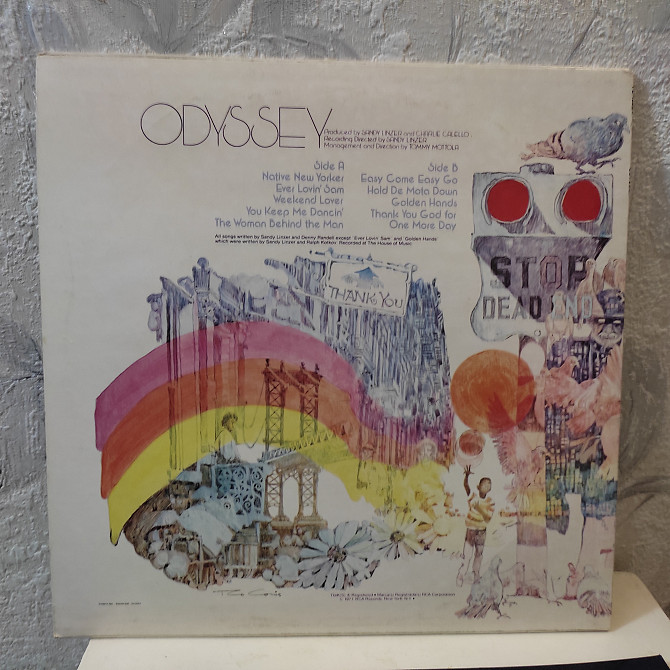 ODYSSEY
Produced by SANDY LINZER and CHARLIE CALELLO.
Recording Directed by SANDY LINZER
Management and Direction by TOMMY MOTTOLA
Side A
Native New Yorker
Ever Lovin' Sam
Weekend Lover
You Keep Me Dancin'
The Woman Behind the Man
Side B
Easy Come Easy Go
Hold De Mota Down
Golden Hands
Thank You God for
One More Day
All songs written by Sandy Linzer and Denny Randell except "Ever Lovin' Sam" and "Golden Hands"
which were written by Sandy Linzer and Ralph Kotkov. Recorded at The House of Music.
THANK YOU
STOP
DEAD END